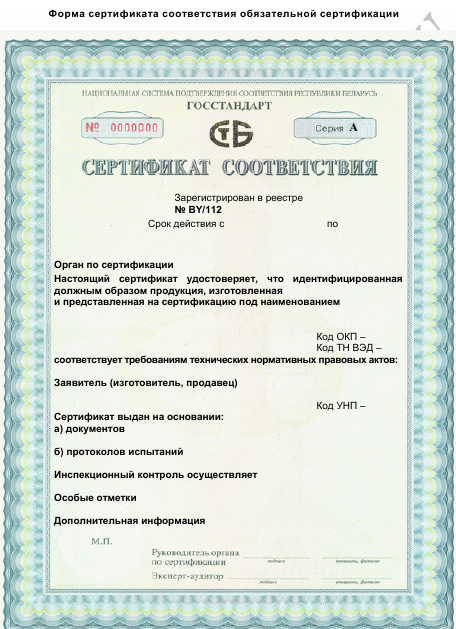 Форма сертификата соответствия обязательной сертификации
НАЦИОНАЛЬНАЯ СИСТЕМА ПОДТВЕРЖДЕНИЯ СООТВЕТСТВИЯ РЕСПУБЛИКИ БЕЛАРУСЬ
ГОССТАНДАРТ
№ 0000000
СТБ
Серия А
СЕРТИФИКАТ СООТВЕТСТВИЯ
Зарегистрирован в реестре
№ BY/112
Срок действия с по
Орган по сертификации
Настоящий сертификат удостоверяет, что идентифицированная
должным образом продукция, изготовленная
и представленная на сертификацию под наименованием
Код ОКП –
Код ТН ВЭД –
соответствует требованиям технических нормативных правовых актов:
Заявитель (изготовитель, продавец)
Код УНП –
Сертификат выдан на основании:
а) документов
б) протоколов испытаний
Инспекционный контроль осуществляет
Особые отметки
Дополнительная информация
М.П.
Руководитель органа
по сертификации
подпись инициалы, фамилия
Эксперт-аудитор
подпись инициалы, фамилия